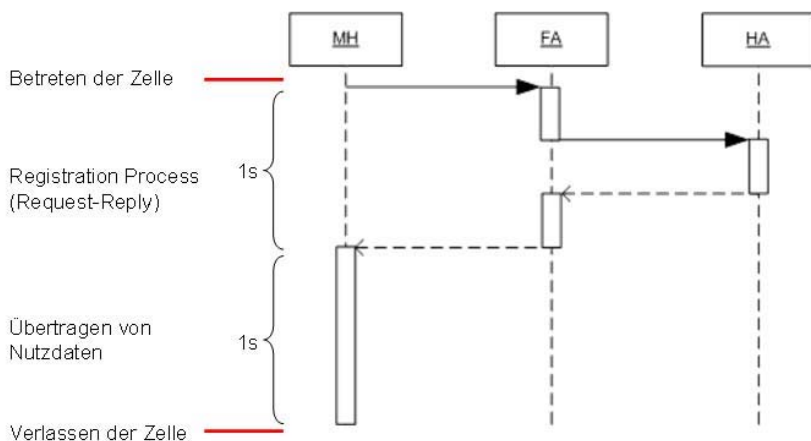 MH
FA
HA
Betreten der Zelle
1s
Registration Process
(Request-Reply)
Übertragen von
Nutzdaten
1s
Verlassen der Zelle